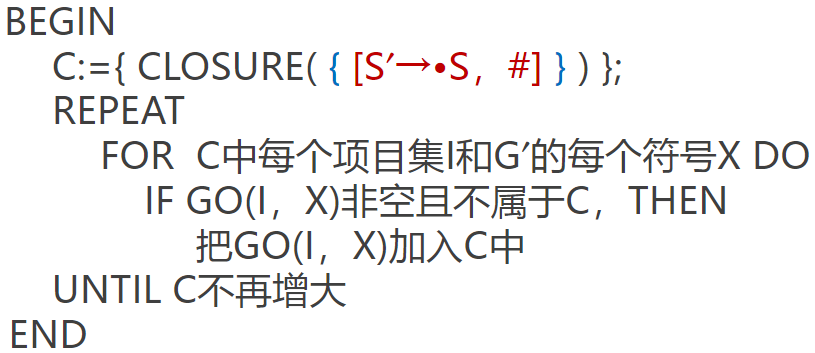 BEGIN
C:={ CLOSURE( { [S′→•S，#] } ) };
REPEAT
FOR C中每个项目集I和G′的每个符号X DO
IF GO(I，X)非空且不属于C，THEN
把GO(I，X)加入C中
UNTIL C不再增大
END